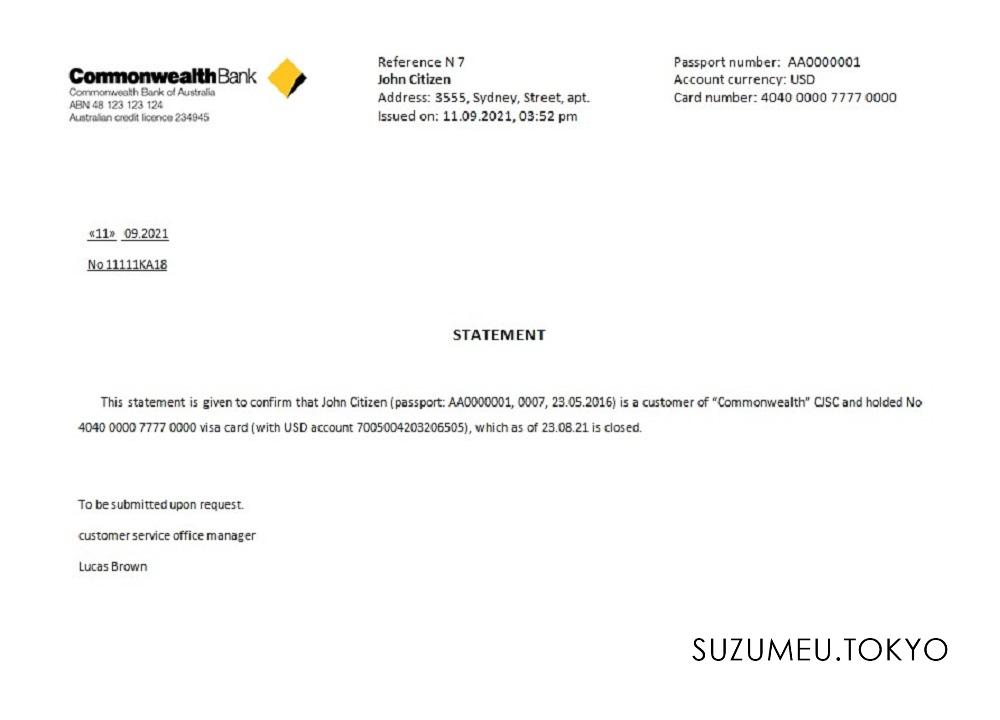 CommonwealthBank
Commonwealth Bank of Australia
ABN 48 123 123 124
Australian credit licence 234945
Reference N 7
John Citizen
Address: 3555, Sydney, Street, apt.
Issued on: 11.09.2021, 03:52 pm
Passport number: AA0000001
Account currency: USD
Card number: 4040 0000 7777 0000
«11» 09.2021
No 11111KA18
STATEMENT
This statement is given to confirm that John Citizen (passport: AA0000001, 0007, 23.05.2016) is a customer of "Commonwealth" CJSC and holded No
4040 0000 7777 0000 visa card (with USD account 7005004203206505), which as of 23.08.21 is closed.
To be submitted upon request.
customer service office manager
Lucas Brown
SUZUMEU.TOKYO